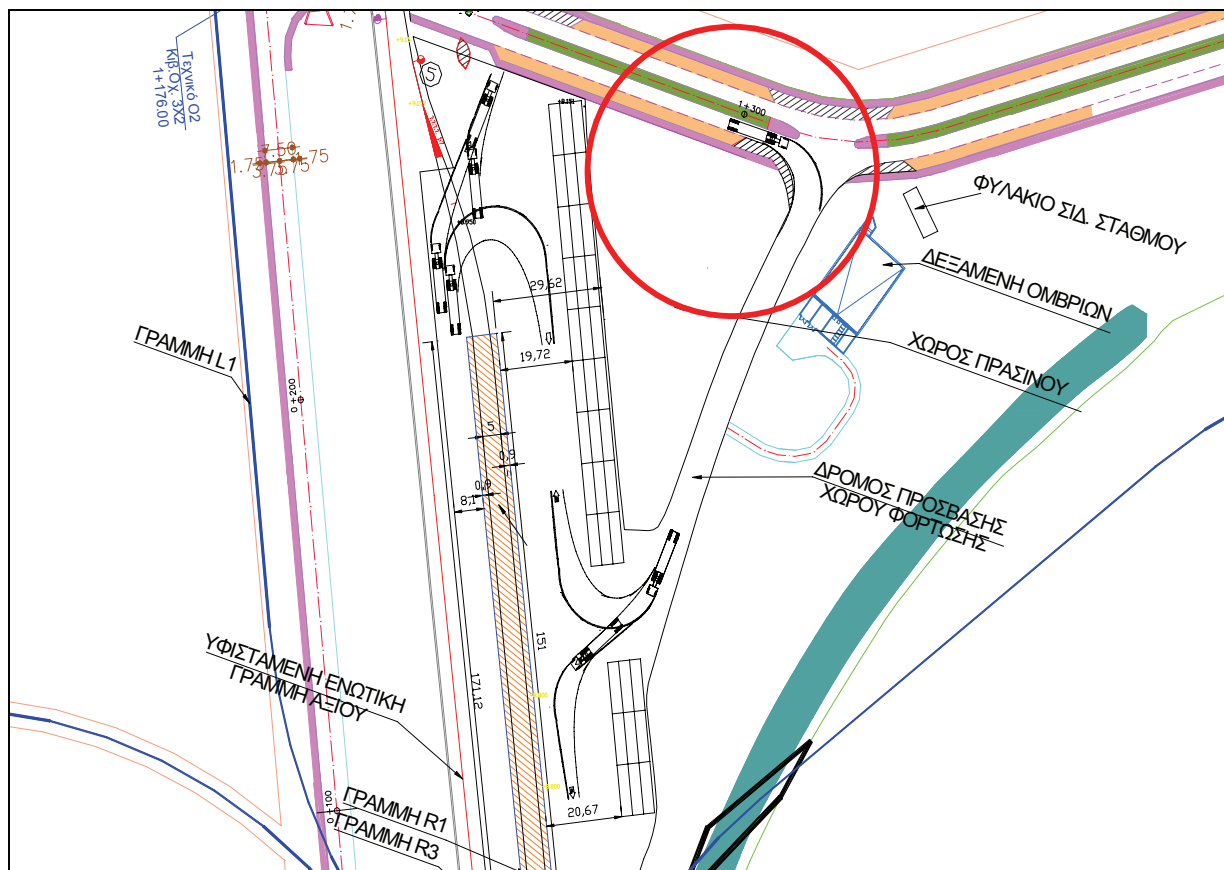 Τεχνικό Ο2
Κιβ.Οχ. 3Χ2
1+176.00
5
7.50
1.75
3.75
3.75
1.75
1+300
ΦΥΛΑΚΙΟ ΣΙΔ. ΣΤΑΘΜΟΥ
ΔΕΞΑΜΕΝΗ ΟΜΒΡΙΩΝ
ΧΩΡΟΣ ΠΡΑΣΙΝΟΥ
ΓΡΑΜΜΗ L1
0+200
29,62
19,72
5
0,9
0,9
8,1
ΔΡΟΜΟΣ ΠΡΟΣΒΑΣΗΣ
ΧΩΡΟΥ ΦΟΡΤΩΣΗΣ
ΥΦΙΣΤΑΜΕΝΗ ΕΝΩΤΙΚΗ
ΓΡΑΜΜΗ ΑΞΙΟΥ
171,12
151
0+100
ΓΡΑΜΜΗ R1
ΓΡΑΜΜΗ R3
20,67